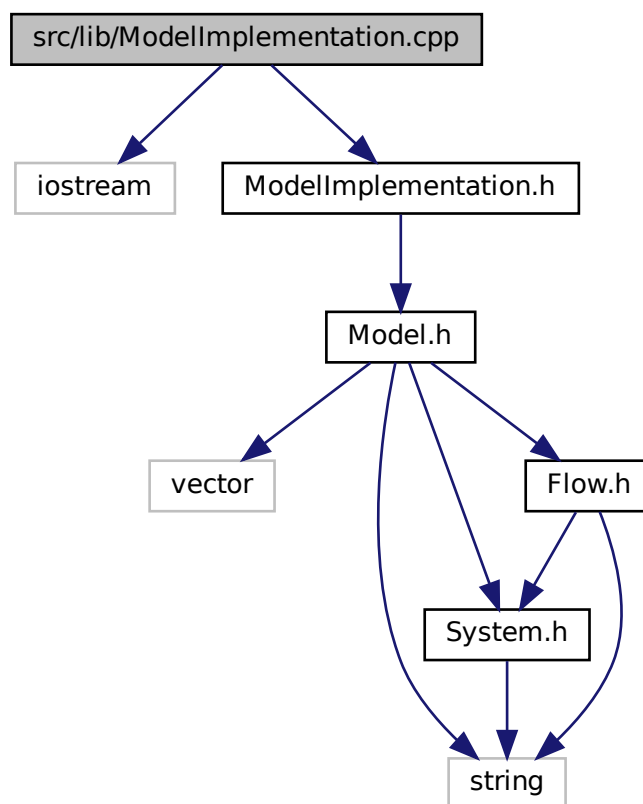 src/lib/ModelImplementation.cpp
iostream
ModelImplementation.h
Model.h
vector
Flow.h
System.h
string